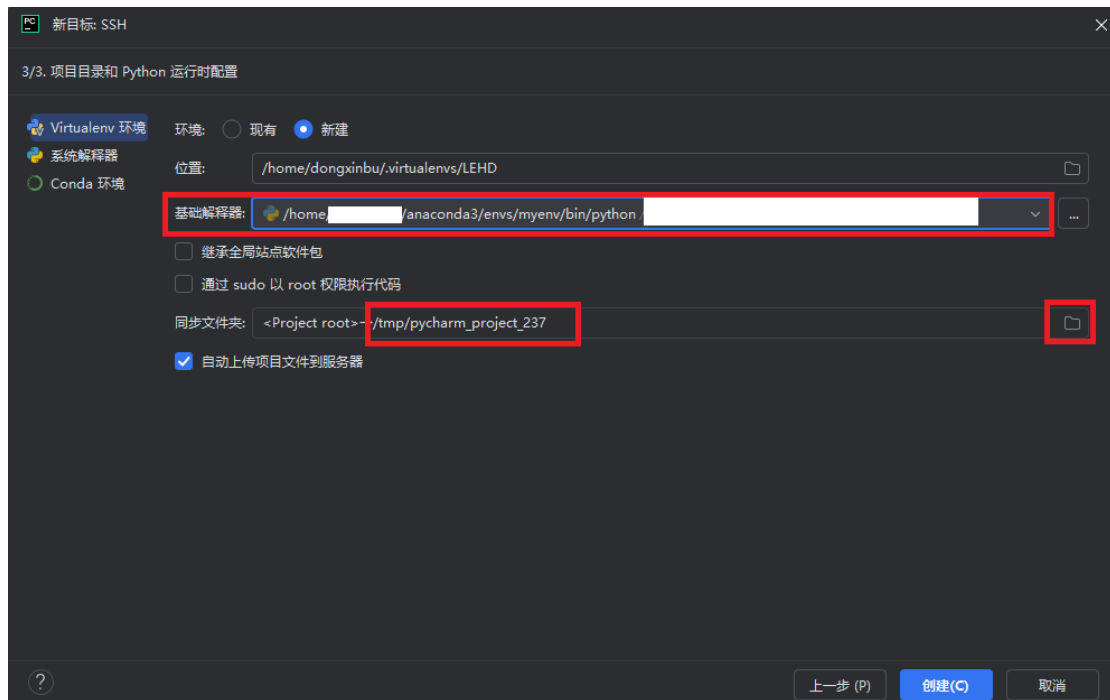 PC 新目标: SSH
3/3. 项目目录和 Python 运行时配置
Virtualenv 环境
系统解释器
Conda 环境
环境: 现有 新建
位置: /home/dongxinbu/.virtualenvs/LEHD
基础解释器: /home/ /anaconda3/envs/myenv/bin/python ...
继承全局站点软件包
通过 sudo 以 root 权限执行代码
同步文件夹: <Project root>→/tmp/pycharm_project_237
自动上传项目文件到服务器
? 上一步 (P) 创建(C) 取消